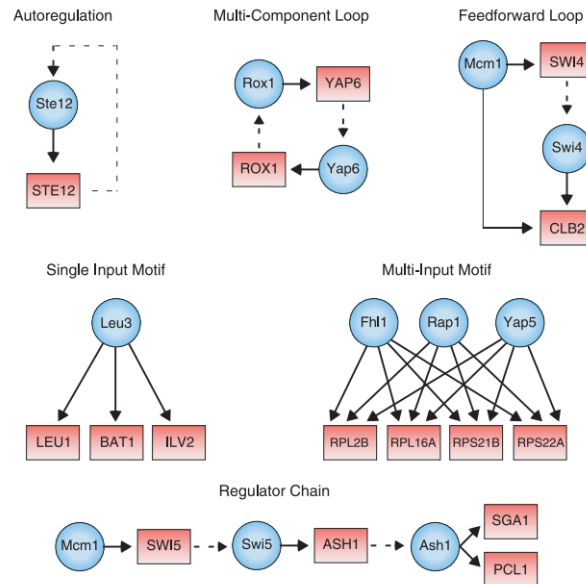 Autoregulation
Multi-Component Loop
Feedforward Loop
Ste12
STE12
Rox1
YAP6
ROX1
Yap6
Mcm1
SWI4
Swi4
CLB2
Single Input Motif
Multi-Input Motif
Leu3
LEU1
BAT1
ILV2
Fhl1
Rap1
Yap5
RPL2B
RPL16A
RPS21B
RPS22A
Regulator Chain
Mcm1
SWI5
Swi5
ASH1
Ash1
SGA1
PCL1